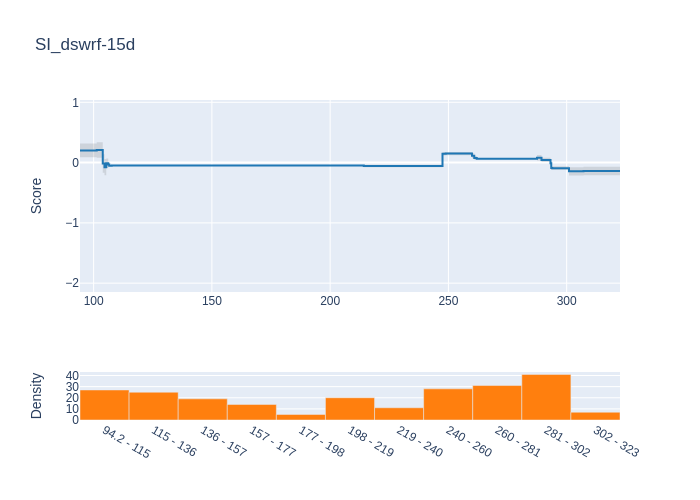 SI_dswrf-15d
Score
1
0
−1
−2
100
150
200
250
300
Density
40
30
20
10
0
94.2 - 115
115 - 136
136 - 157
157 - 177
177 - 198
198 - 219
219 - 240
240 - 260
260 - 281
281 - 302
302 - 323